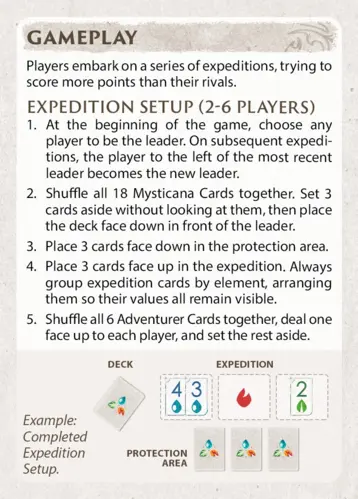 GAMEPLAY
Players embark on a series of expeditions, trying to
score more points than their rivals.
EXPEDITION SETUP (2-6 PLAYERS)
1. At the beginning of the game, choose any
player to be the leader. On subsequent expedi-
tions, the player to the left of the most recent
leader becomes the new leader.
2. Shuffle all 18 Mysticana Cards together. Set 3
cards aside without looking at them, then place
the deck face down in front of the leader.
3. Place 3 cards face down in the protection area.
4. Place 3 cards face up in the expedition. Always
group expedition cards by element, arranging
them so their values all remain visible.
5. Shuffle all 6 Adventurer Cards together, deal one
face up to each player, and set the rest aside.
DECK EXPEDITION
4 3 2
Example:
Completed
Expedition
Setup.
PROTECTION
AREA